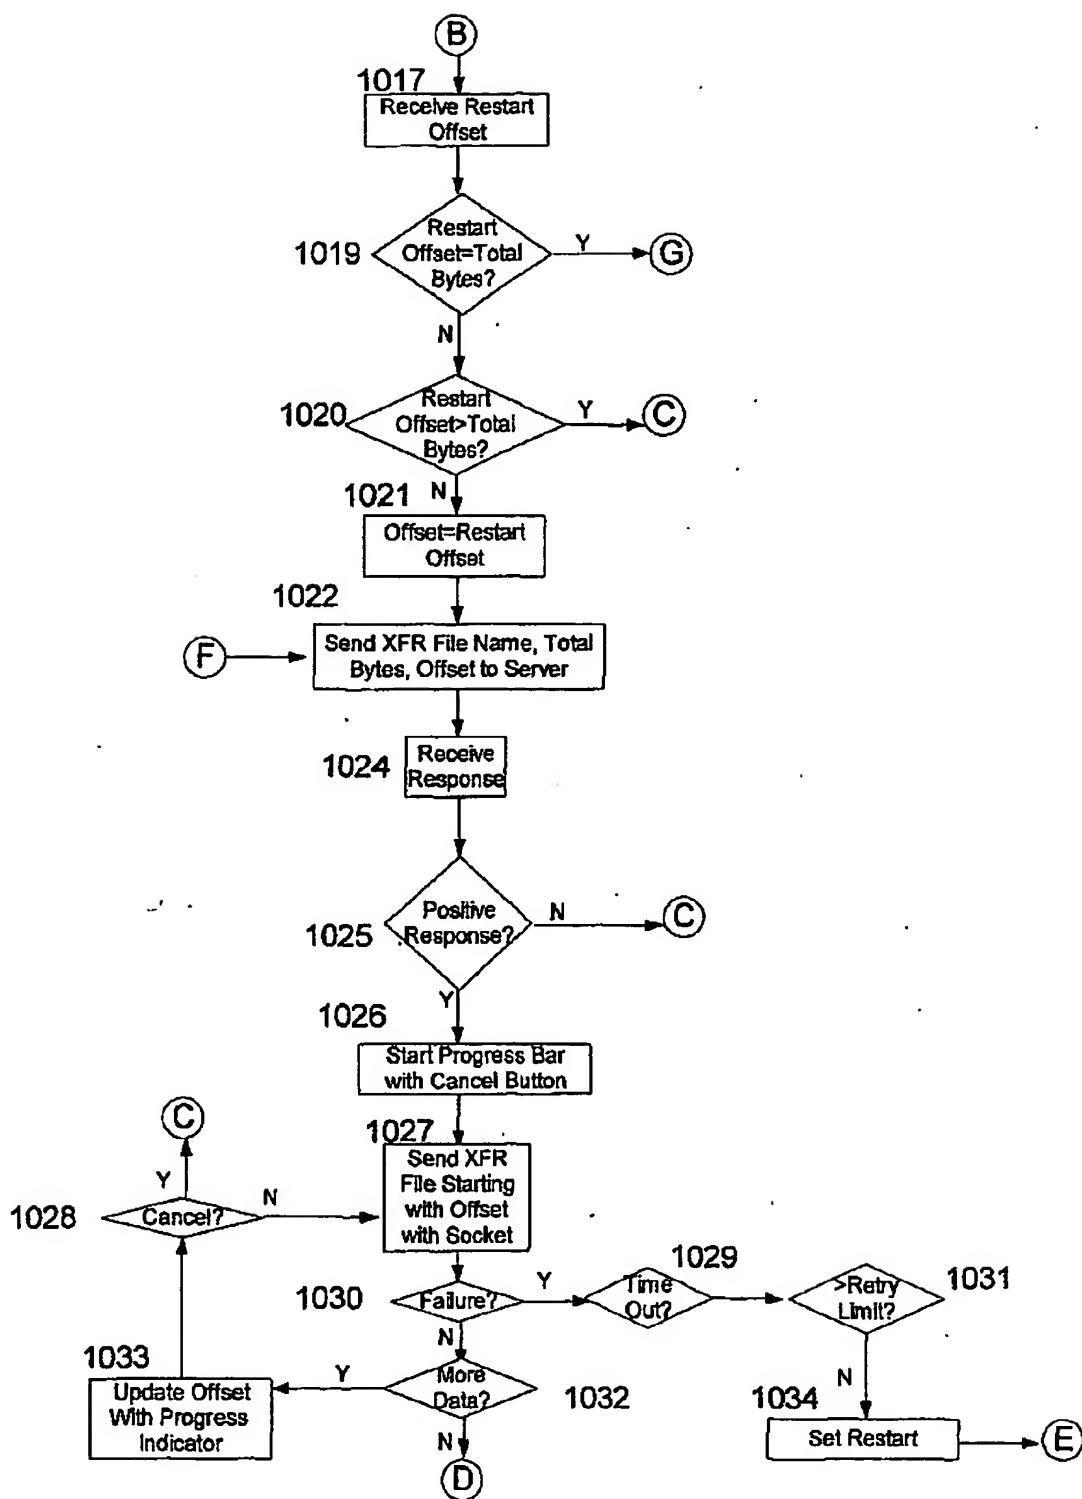 B
1017
Receive Restart
Offset
1019
Restart
Offset=Total
Bytes?
Y
G
N
1020
Restart
Offset>Total
Bytes?
Y
C
N
1021
Offset=Restart
Offset
1022
F
Send XFR File Name, Total
Bytes, Offset to Server
1024
Receive
Response
1025
Positive
Response?
N
C
Y
1026
Start Progress Bar
with Cancel Button
C
1027
Send XFR
File Starting
with Offset
with Socket
Y
1028
Cancel?
N
1030
Failure?
Y
1029
Time
Out?
>Retry
Limit?
1031
N
1033
Update Offset
With Progress
Indicator
Y
More
Data?
1032
N
1034
Set Restart
E
N
D